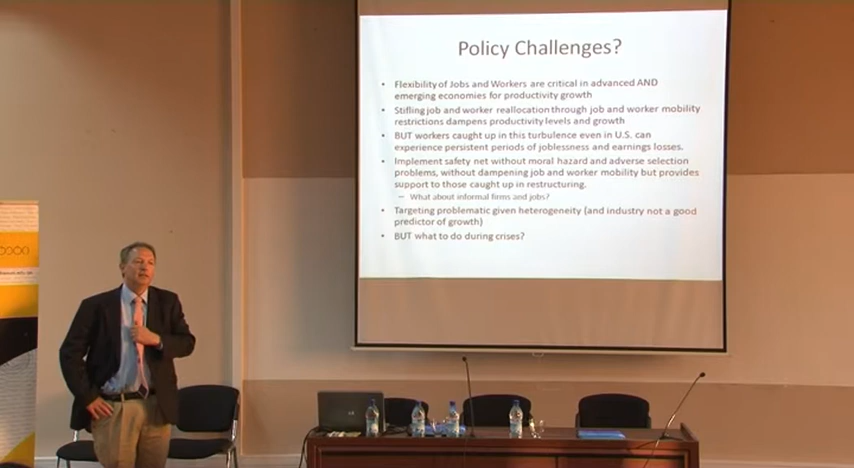 Policy Challenges?
• Flexibility of Jobs and Workers are critical in advanced AND
emerging economies for productivity growth
• Stifling job and worker reallocation through job and worker mobility
restrictions dampens productivity levels and growth
• BUT workers caught up in this turbulence even in U.S. can
experience persistent periods of joblessness and earnings losses.
• Implement safety net without moral hazard and adverse selection
problems, without dampening job and worker mobility but provides
support to those caught up in restructuring.
– What about informal firms and jobs?
• Targeting problematic given heterogeneity (and industry not a good
predictor of growth)
• BUT what to do during crises?